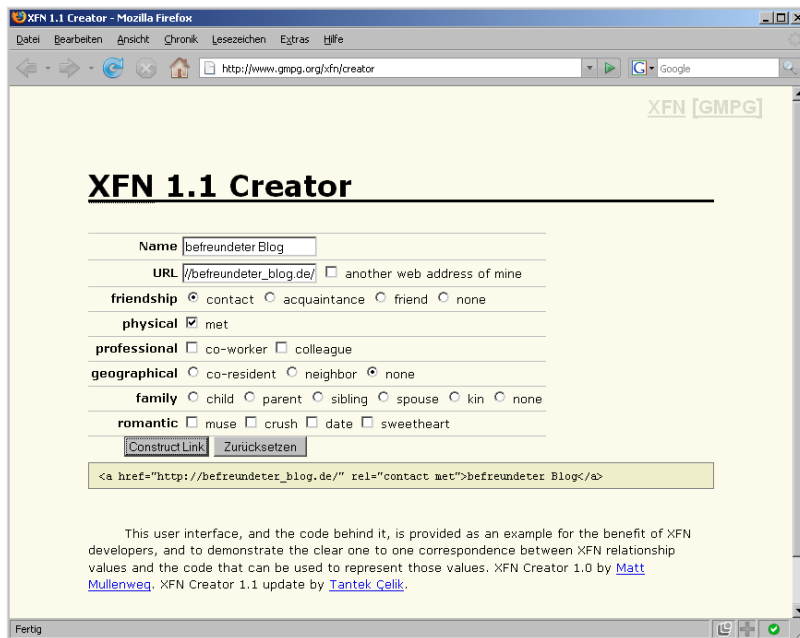 XFN 1.1 Creator - Mozilla Firefox
Datei Bearbeiten Ansicht Chronik Lesezeichen Extras Hilfe
http://www.gmpg.org/xfn/creator
G Google
XFN [GMPG]
XFN 1.1 Creator
Name befreundeter Blog
URL //befreundeter_blog.de/ another web address of mine
friendship contact acquaintance friend none
physical met
professional co-worker colleague
geographical co-resident neighbor none
family child parent sibling spouse kin none
romantic muse crush date sweetheart
Construct Link Zurücksetzen
<a href="http://befreundeter_blog.de/" rel="contact met">befreundeter Blog</a>
This user interface, and the code behind it, is provided as an example for the benefit of XFN
developers, and to demonstrate the clear one to one correspondence between XFN relationship
values and the code that can be used to represent those values. XFN Creator 1.0 by Matt
Mullenweg. XFN Creator 1.1 update by Tantek Çelik.
Fertig